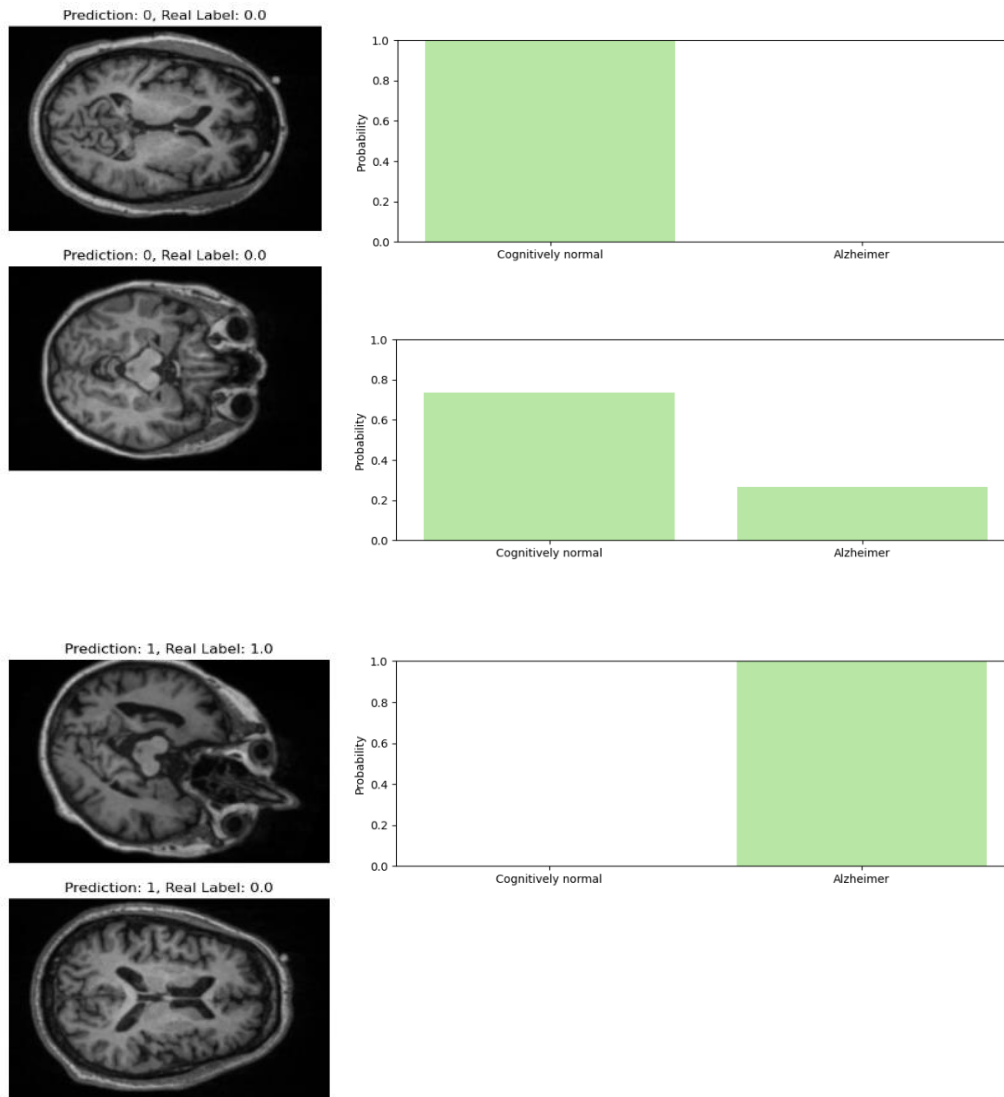 Prediction: 0, Real Label: 0.0
1.0
0.8
0.6
0.4
0.2
0.0
Probability
Cognitively normal Alzheimer
Prediction: 0, Real Label: 0.0
1.0
0.8
0.6
0.4
0.2
0.0
Probability
Cognitively normal Alzheimer
Prediction: 1, Real Label: 1.0
1.0
0.8
0.6
0.4
0.2
0.0
Probability
Cognitively normal Alzheimer
Prediction: 1, Real Label: 0.0